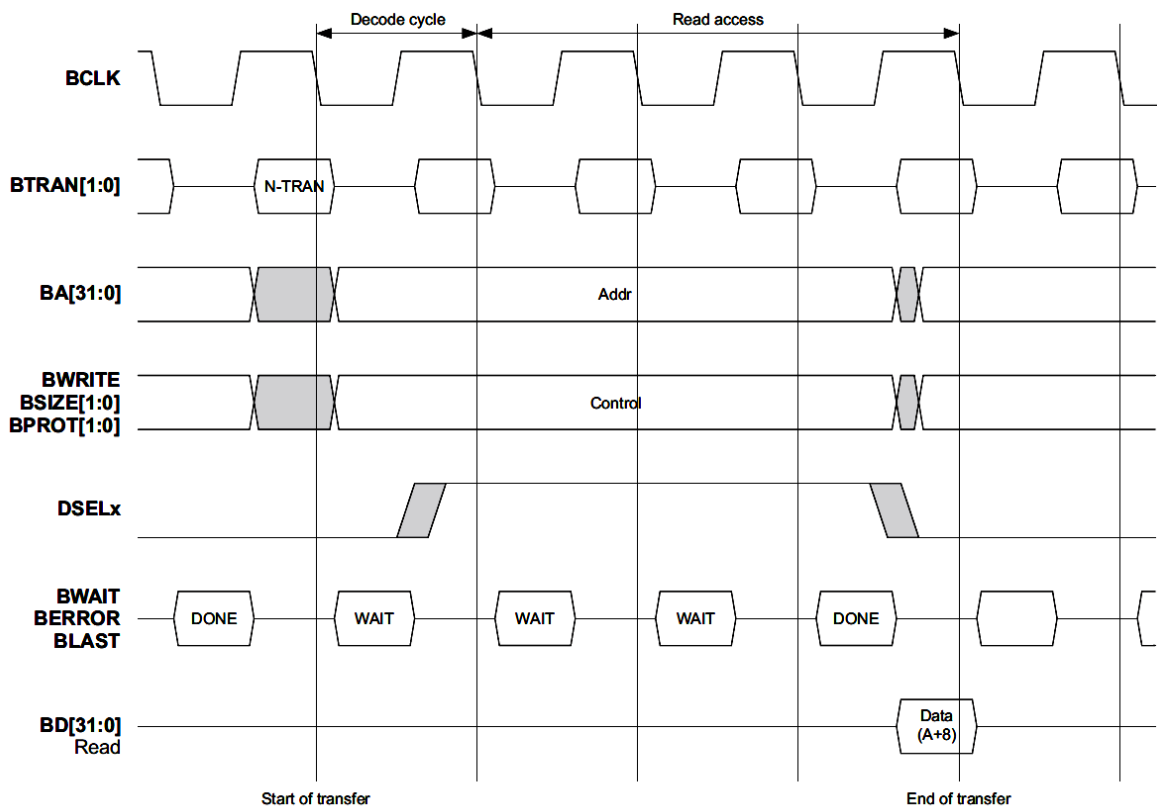 Decode cycle
Read access
BCLK
BTRAN[1:0]
N-TRAN
BA[31:0]
Addr
BWRITE
BSIZE[1:0]
BPROT[1:0]
Control
DSELx
BWAIT
BERROR
BLAST
DONE
WAIT
WAIT
WAIT
DONE
BD[31:0]
Read
Data
(A+8)
Start of transfer
End of transfer